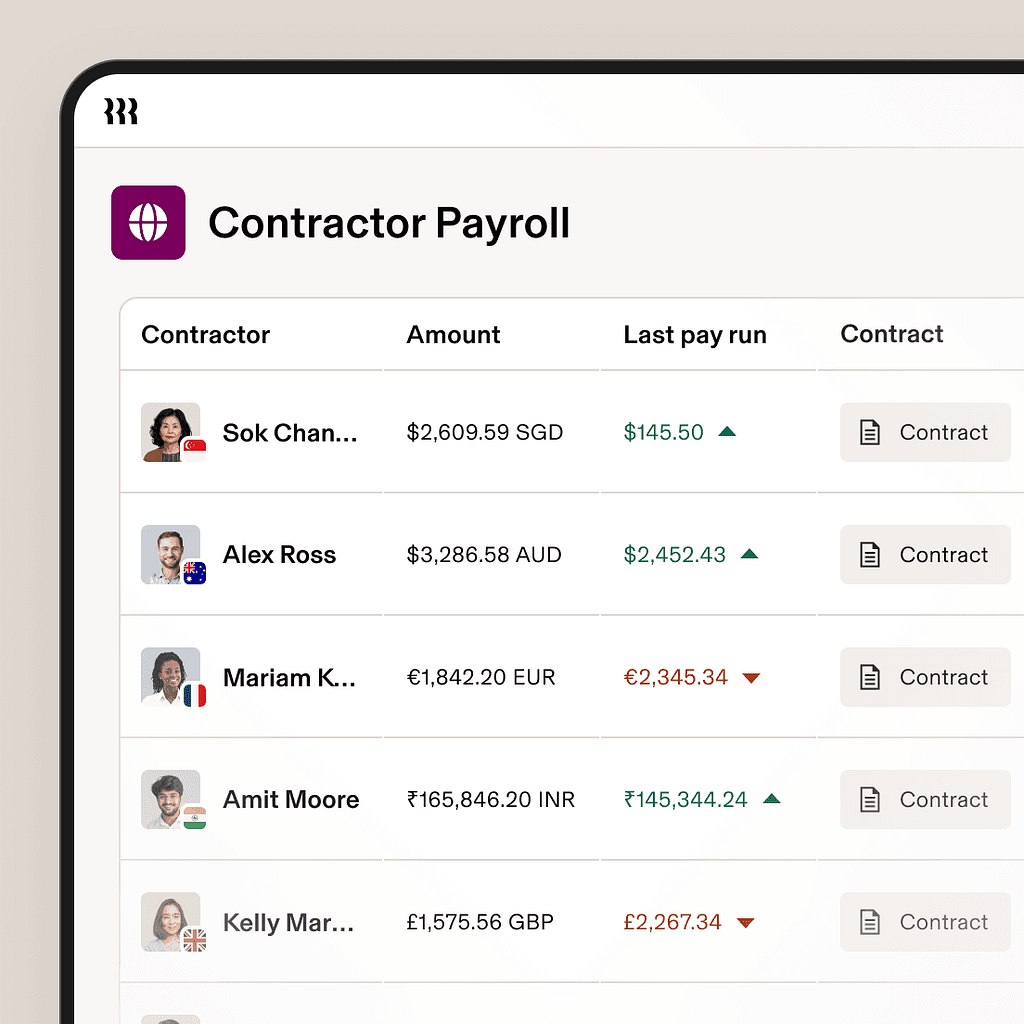 Contractor Payroll
Contractor Amount Last pay run Contract
Sok Chan... $2,609.59 SGD $145.50 Contract
Alex Ross $3,286.58 AUD $2,452.43 Contract
Mariam K... €1,842.20 EUR €2,345.34 Contract
Amit Moore ₹165,846.20 INR ₹145,344.24 Contract
Kelly Mar... £1,575.56 GBP £2,267.34 Contract